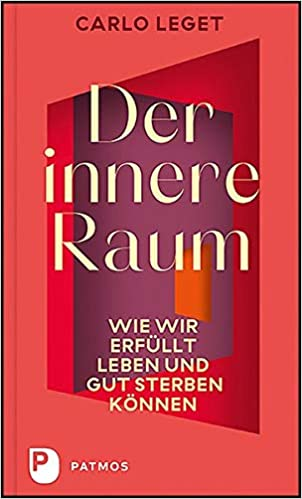 CARLO LEGET
Der
innere
Raum
WIE WIR
ERFÜLLT
LEBEN UND
GUT STERBEN
KÖNNEN
P
PATMOS